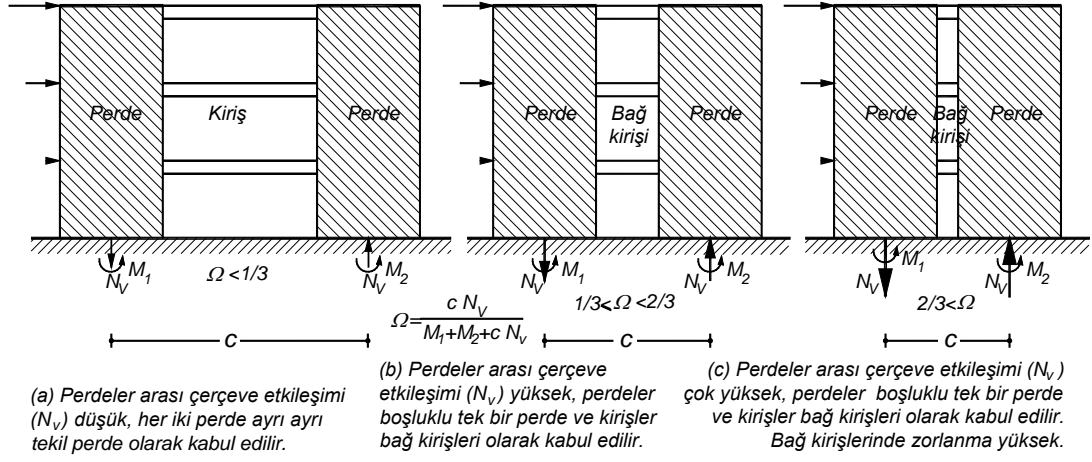 Perde
Kiriş
Perde
N_V M_1
Ω <1/3
N_V M_2
c
(a) Perdeler arası çerçeve etkileşimi
(N_v) düşük, her iki perde ayrı ayrı
tekil perde olarak kabul edilir.
Perde
Bağ
kirişi
Perde
N_V M_1
1/3< Ω <2/3
N_V M_2
Ω= c N_V / M_1+M_2+c N_v
c
(b) Perdeler arası çerçeve
etkileşimi (N_v) yüksek, perdeler
boşluklu tek bir perde ve kirişler
bağ kirişleri olarak kabul edilir.
Perde
Bağ
kirişi
Perde
N_V M_1
2/3<Ω
N_V M_2
c
(c) Perdeler arası çerçeve etkileşimi (N_v)
çok yüksek, perdeler boşluklu tek bir perde
ve kirişler bağ kirişleri olarak kabul edilir.
Bağ kirişlerinde zorlanma yüksek.